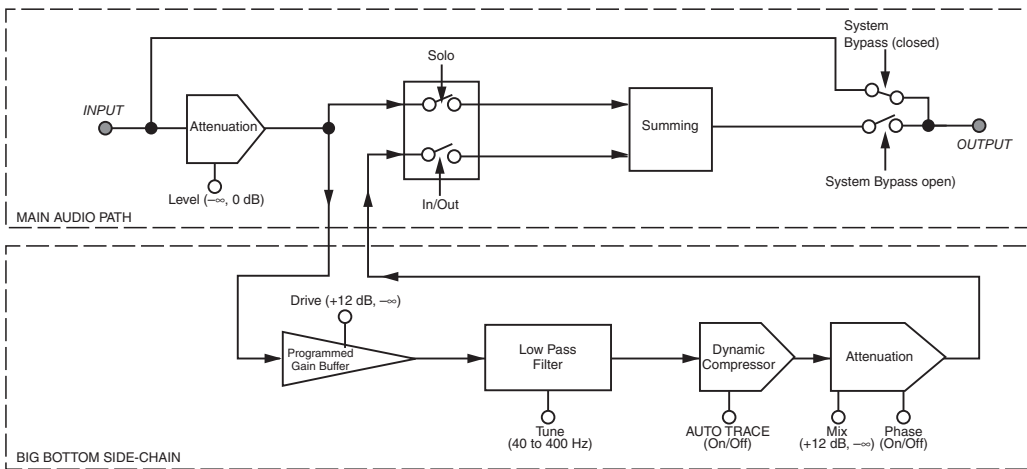 System
Bypass (closed)
Solo
INPUT
Attenuation
Summing
OUTPUT
System Bypass open)
Level (–∞, 0 dB)
In/Out
MAIN AUDIO PATH
Drive (+12 dB, –∞)
Programmed
Gain Buffer
Low Pass
Filter
Dynamic
Compressor
Attenuation
Tune
(40 to 400 Hz)
AUTO TRACE
(On/Off)
Mix
(+12 dB, –∞)
Phase
(On/Off)
BIG BOTTOM SIDE-CHAIN